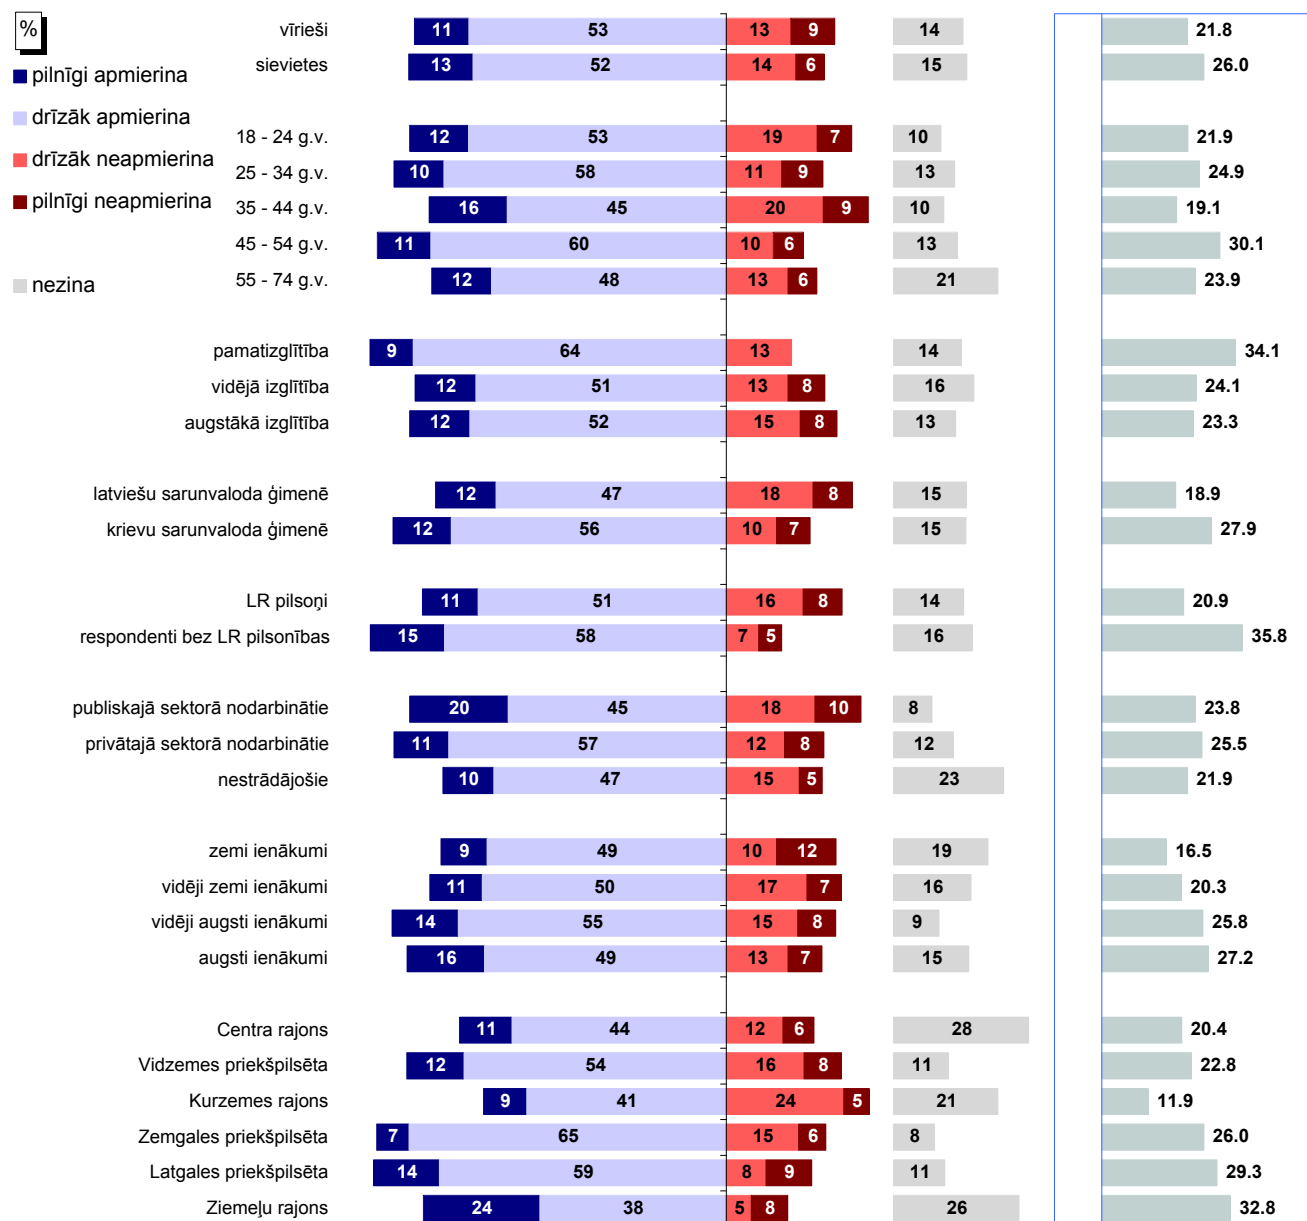 %
pilnīgi apmierina
drīzāk apmierina
drīzāk neapmierina
pilnīgi neapmierina
nezina
vīrieši 11 53 13 9 14 21.8
sievietes 13 52 14 6 15 26.0
18 - 24 g.v. 12 53 19 7 10 21.9
25 - 34 g.v. 10 58 11 9 13 24.9
35 - 44 g.v. 16 45 20 9 10 19.1
45 - 54 g.v. 11 60 10 6 13 30.1
55 - 74 g.v. 12 48 13 6 21 23.9
pamatizglītība 9 64 13 14 34.1
vidējā izglītība 12 51 13 8 16 24.1
augstākā izglītība 12 52 15 8 13 23.3
latviešu sarunvaloda ģimenē 12 47 18 8 15 18.9
krievu sarunvaloda ģimenē 12 56 10 7 15 27.9
LR pilsoņi 11 51 16 8 14 20.9
respondenti bez LR pilsonības 15 58 7 5 16 35.8
publiskajā sektorā nodarbinātie 20 45 18 10 8 23.8
privātajā sektorā nodarbinātie 11 57 12 8 12 25.5
nestrādājošie 10 47 15 5 23 21.9
zemi ienākumi 9 49 10 12 19 16.5
vidēji zemi ienākumi 11 50 17 7 16 20.3
vidēji augsti ienākumi 14 55 15 8 9 25.8
augsti ienākumi 16 49 13 7 15 27.2
Centra rajons 11 44 12 6 28 20.4
Vidzemes priekšpilsēta 12 54 16 8 11 22.8
Kurzemes rajons 9 41 24 5 21 11.9
Zemgales priekšpilsēta 7 65 15 6 8 26.0
Latgales priekšpilsēta 14 59 8 9 11 29.3
Ziemeļu rajons 24 38 5 8 26 32.8